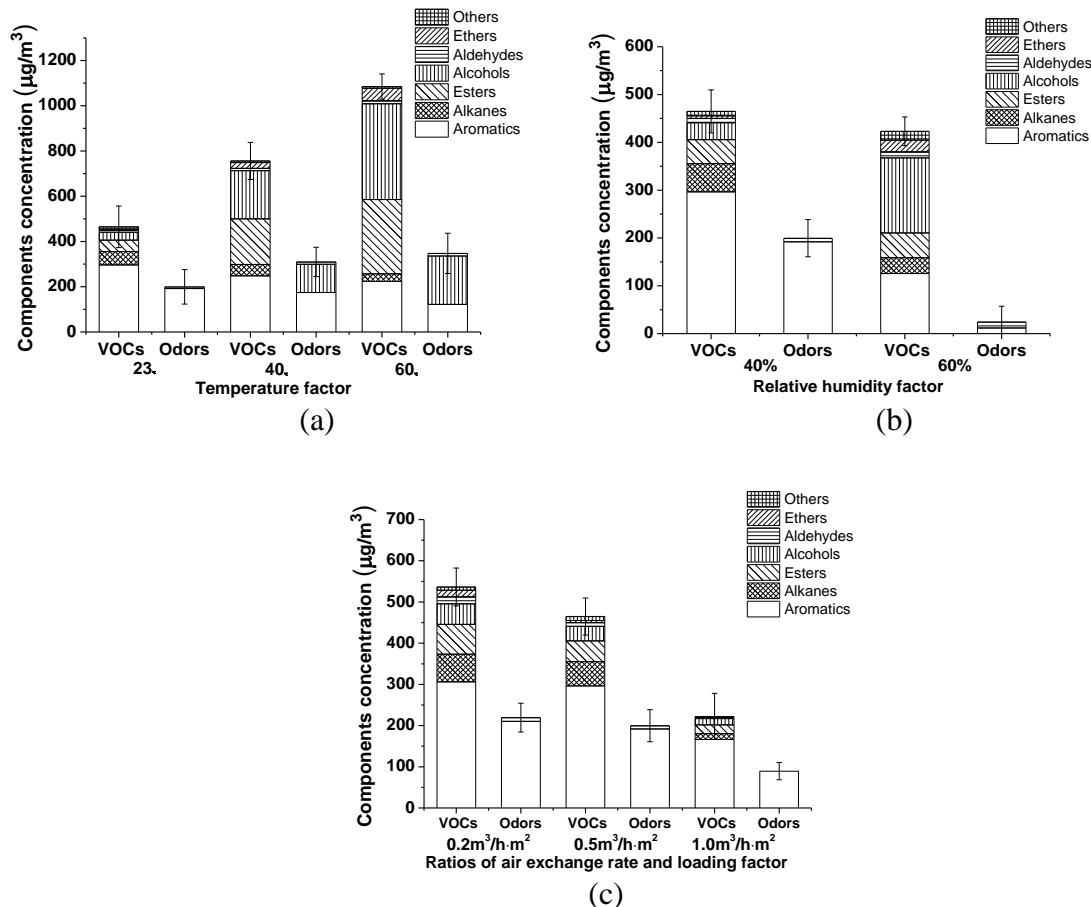 Others
Ethers
Aldehydes
Alcohols
Esters
Alkanes
Aromatics
Components concentration (μg/m³)
1200
1000
800
600
400
200
0
VOCs Odors VOCs Odors VOCs Odors
23 40 60
Temperature factor
(a)
Others
Ethers
Aldehydes
Alcohols
Esters
Alkanes
Aromatics
Components concentration (μg/m³)
600
500
400
300
200
100
0
VOCs Odors VOCs Odors
40% 60%
Relative humidity factor
(b)
Others
Ethers
Aldehydes
Alcohols
Esters
Alkanes
Aromatics
Components concentration (μg/m³)
700
600
500
400
300
200
100
0
VOCs Odors VOCs Odors VOCs Odors
0.2m³/h·m² 0.5m³/h·m² 1.0m³/h·m²
Ratios of air exchange rate and loading factor
(c)